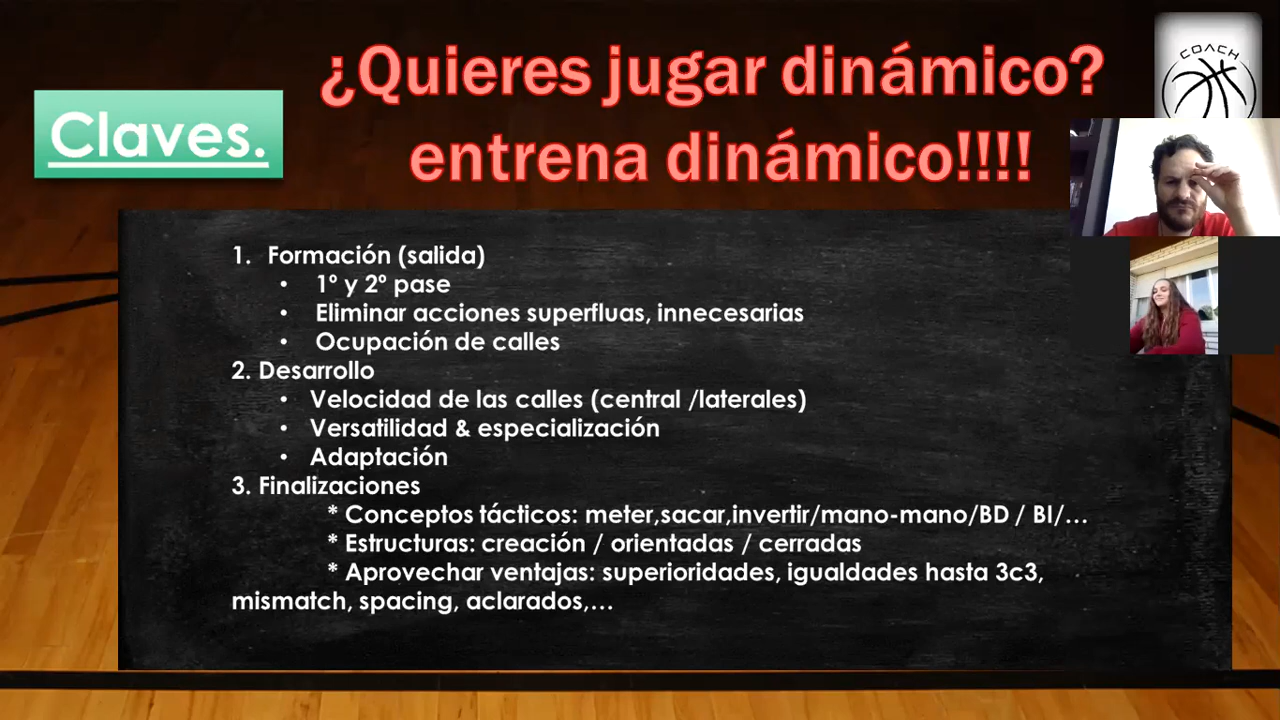 ¿Quieres jugar dinámico?
entrena dinámico!!!!
Claves.
COACH
1. Formación (salida)
• 1º y 2º pase
• Eliminar acciones superfluas, innecesarias
• Ocupación de calles
2. Desarrollo
• Velocidad de las calles (central /laterales)
• Versatilidad & especialización
• Adaptación
3. Finalizaciones
* Conceptos tácticos: meter,sacar,invertir/mano-mano/BD / BI/…
* Estructuras: creación / orientadas / cerradas
* Aprovechar ventajas: superioridades, igualdades hasta 3c3,
mismatch, spacing, aclarados,…